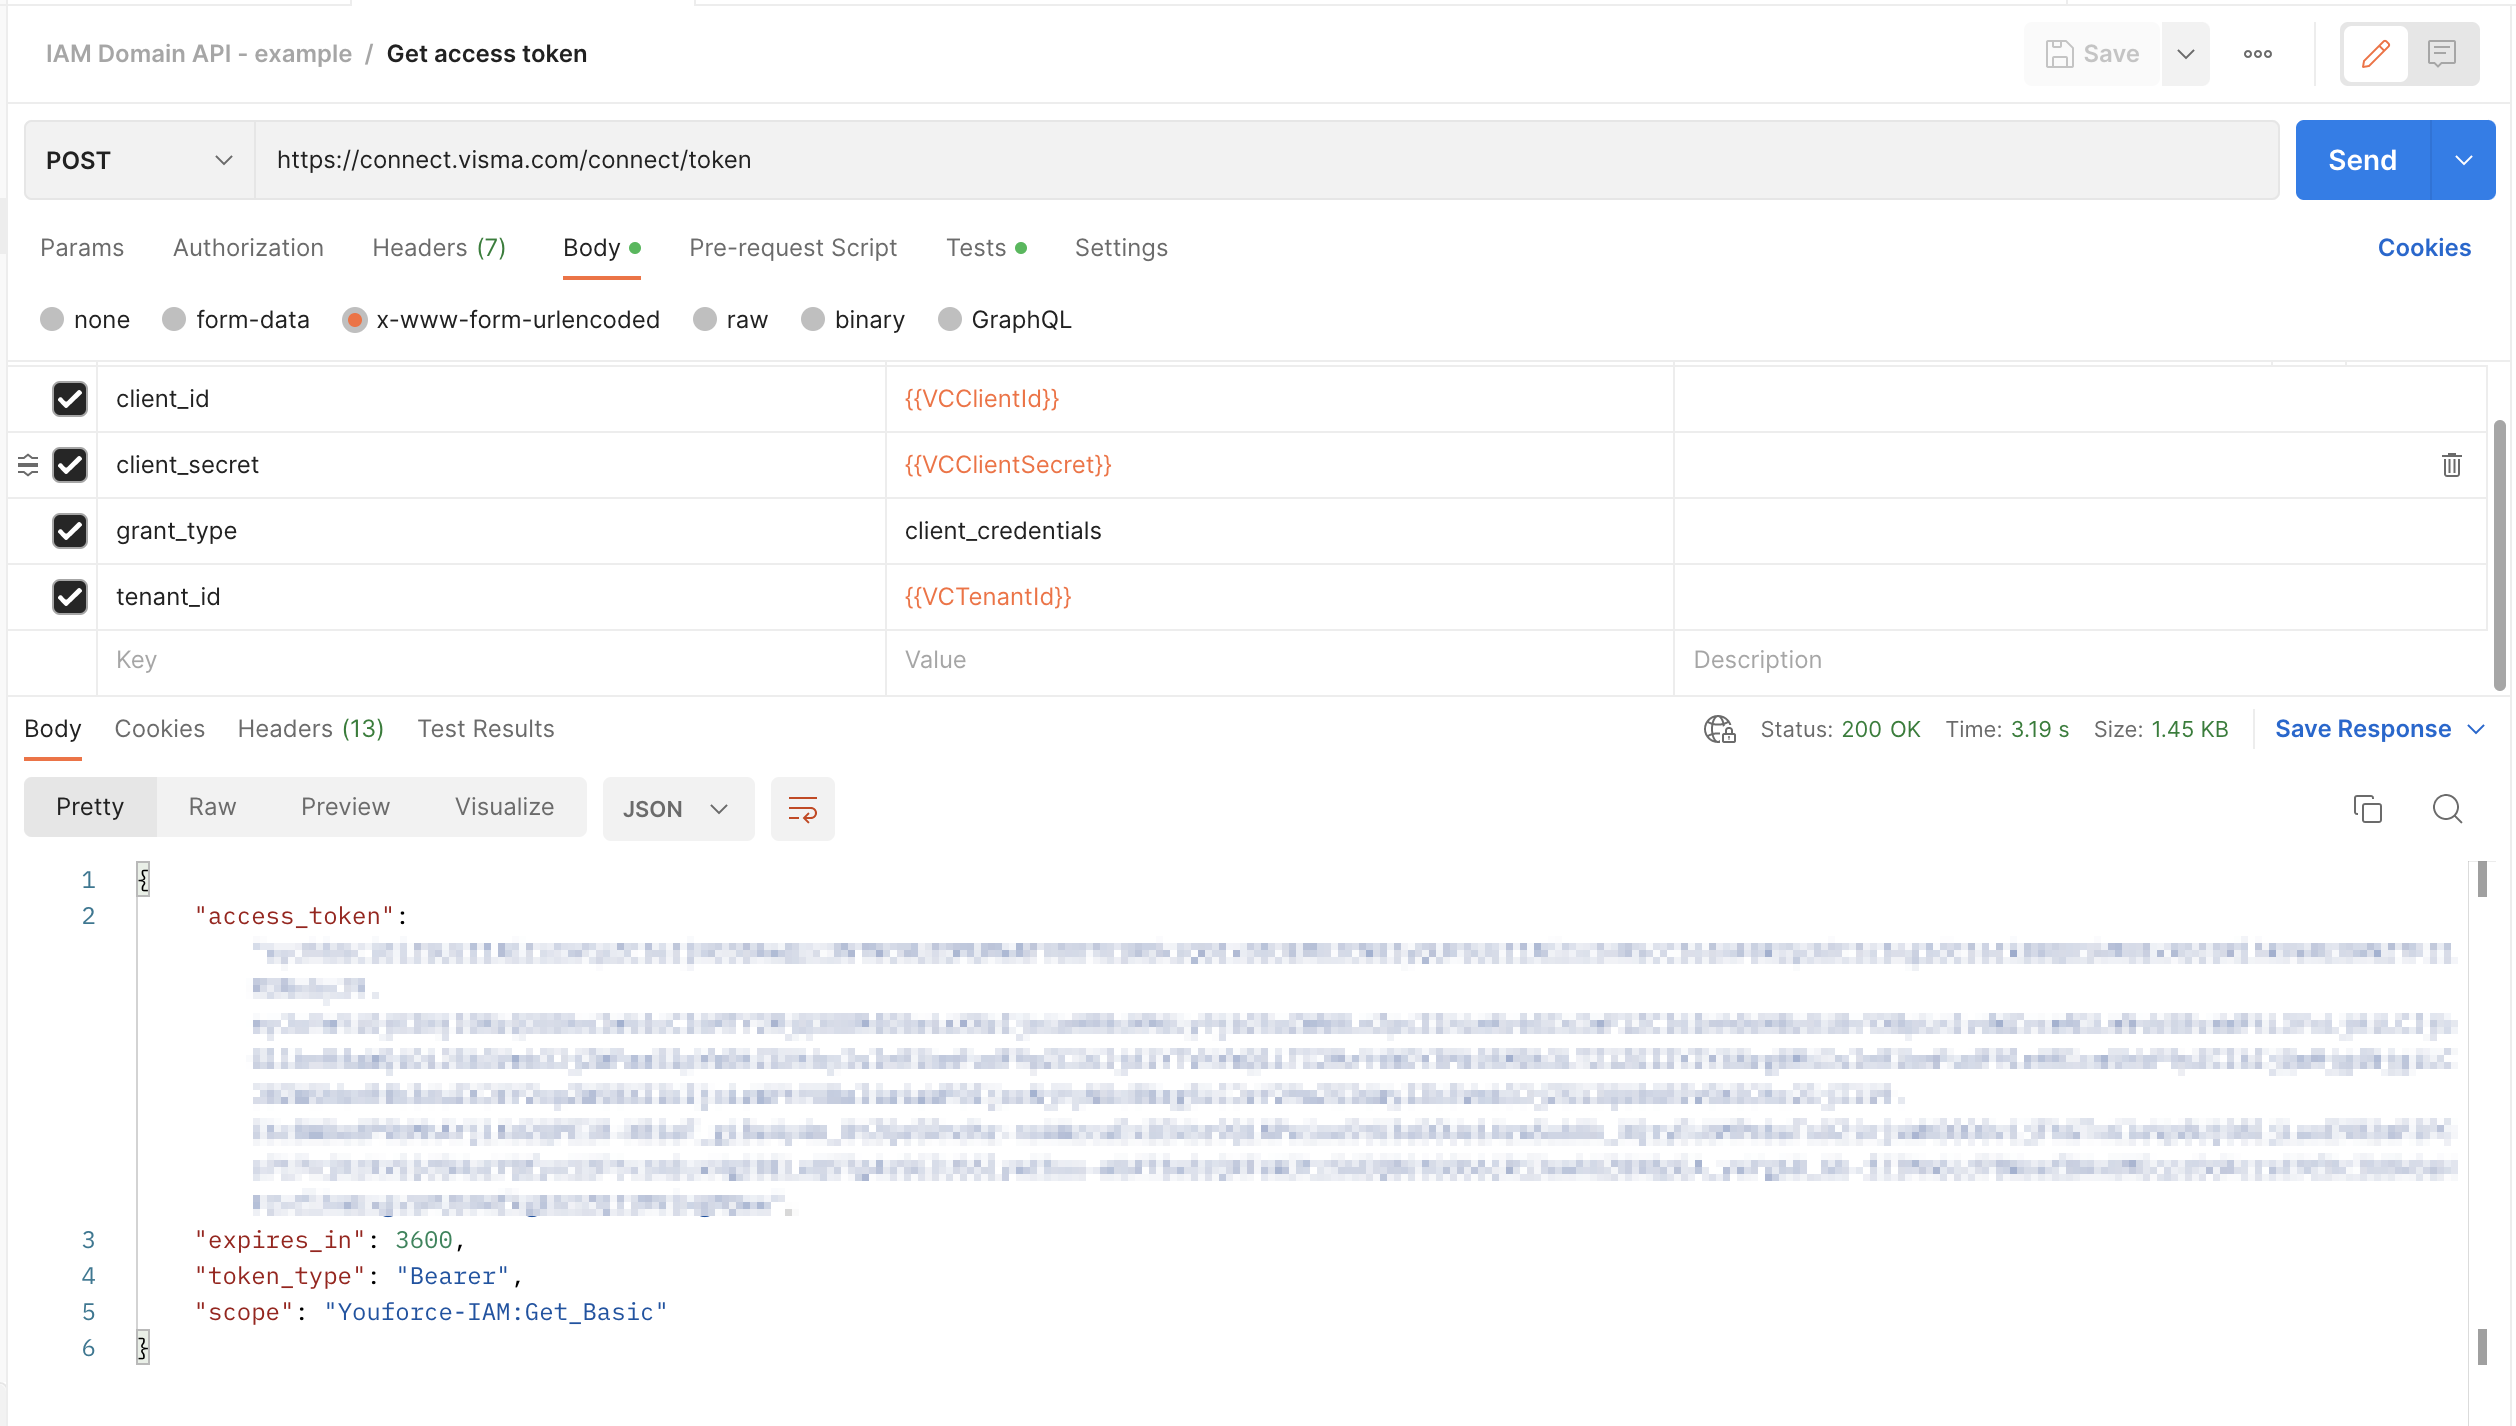 IAM Domain API - example / Get access token
Save
POST https://connect.visma.com/connect/token Send
Params Authorization Headers (7) Body Pre-request Script Tests Settings Cookies
none form-data x-www-form-urlencoded raw binary GraphQL
client_id {{VCClientId}}
client_secret {{VCClientSecret}}
grant_type client_credentials
tenant_id {{VCTenantId}}
Key Value Description
Body Cookies Headers (13) Test Results Status: 200 OK Time: 3.19 s Size: 1.45 KB Save Response
Pretty Raw Preview Visualize JSON
1 {
2 "access_token":
3 "expires_in": 3600,
4 "token_type": "Bearer",
5 "scope": "Youforce-IAM:Get_Basic"
6 }